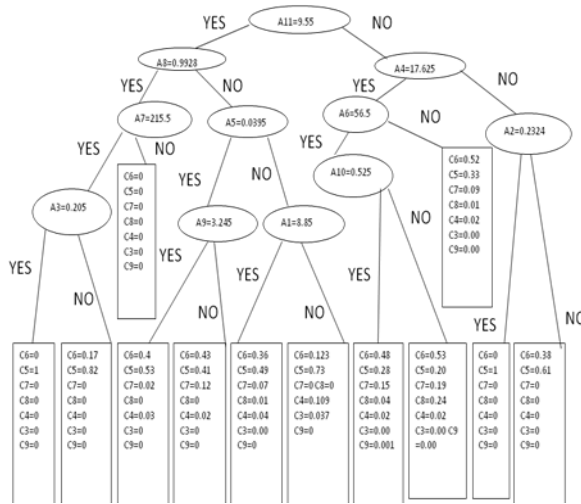 A11=9.55
YES
NO
A8=0.9928
A4=17.625
YES
NO
YES
NO
A7=215.5
A5=0.0395
A6=56.5
A2=0.2324
YES
NO
YES
NO
YES
NO
C6=0
C5=0
C7=0
C8=0
C4=0
C3=0
C9=0
C6=0.52
C5=0.33
C7=0.09
C8=0.01
C4=0.02
C3=0.00
C9=0.00
A10=0.525
A3=0.205
A9=3.245
A1=8.85
YES
NO
YES
NO
YES
NO
YES
NO
YES
NO
C6=0
C5=1
C7=0
C8=0
C4=0
C3=0
C9=0
C6=0.17
C5=0.82
C7=0
C8=0
C4=0
C3=0
C9=0
C6=0.4
C5=0.53
C7=0.02
C8=0
C4=0.03
C3=0
C9=0
C6=0.43
C5=0.41
C7=0.12
C8=0
C4=0.02
C3=0
C9=0
C6=0.36
C5=0.49
C7=0.07
C8=0.01
C4=0.04
C3=0.00
C9=0
C6=0.123
C5=0.73
C7=0 C8=0
C4=0.109
C3=0.037
C9=0
C6=0.48
C5=0.28
C7=0.15
C8=0.04
C4=0.02
C3=0.00
C9=0.001
C6=0.53
C5=0.20
C7=0.19
C8=0.24
C4=0.02
C3=0.00 C9
=0.00
C6=0
C5=1
C7=0
C8=0
C4=0
C3=0
C9=0
C6=0.38
C5=0.61
C7=0
C8=0
C4=0
C3=0
C9=0